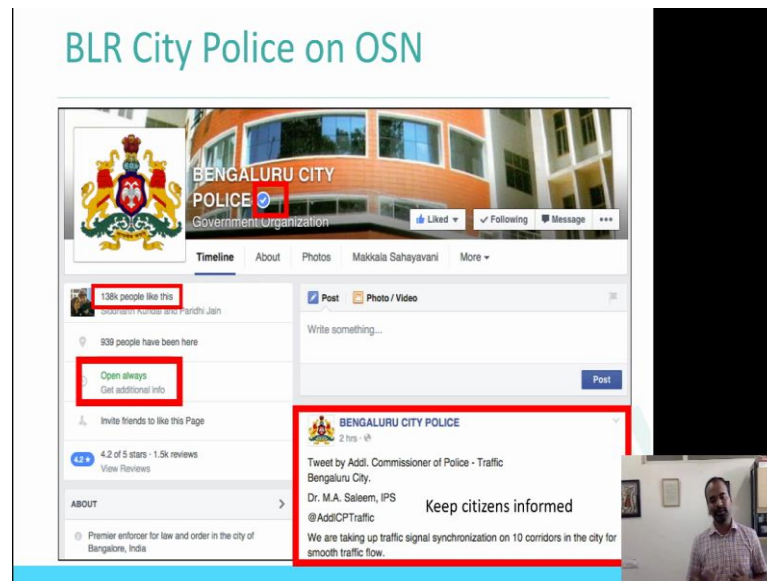 BLR City Police on OSN
BENGALURU CITY
POLICE
Government Organization
Liked
Following
Message
Timeline About Photos Makkala Sahayavani More
138k people like this
Siddharth Kundal and Paridhi Jain
939 people have been here
Open always
Get additional info
Invite friends to like this Page
4.2 ★ 4.2 of 5 stars · 1.5k reviews
View Reviews
ABOUT
Premier enforcer for law and order in the city of
Bangalore, India
Post Photo / Video
Write something...
Post
BENGALURU CITY POLICE
2 hrs ·
Tweet by Addl. Commissioner of Police - Traffic
Bengaluru City.
Dr. M.A. Saleem, IPS
@AddlCPTraffic
Keep citizens informed
We are taking up traffic signal synchronization on 10 corridors in the city for
smooth traffic flow.